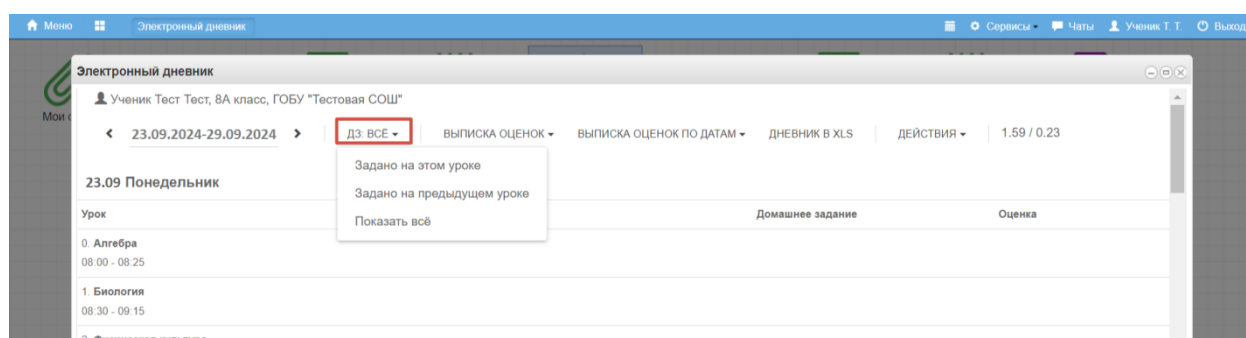 Меню Электронный дневник Сервисы Чаты Ученик Т. Т. Выход
Электронный дневник
Ученик Тест Тест, 8А класс, ГОБУ "Тестовая СОШ"
Мои
23.09.2024-29.09.2024 ДЗ: ВСЁ ВЫПИСКА ОЦЕНОК ВЫПИСКА ОЦЕНОК ПО ДАТАМ ДНЕВНИК В XLS ДЕЙСТВИЯ 1.59 / 0.23
Задано на этом уроке
Задано на предыдущем уроке
Показать всё
23.09 Понедельник
Урок Домашнее задание Оценка
0. Алгебра
08:00 - 08:25
1. Биология
08:30 - 09:15